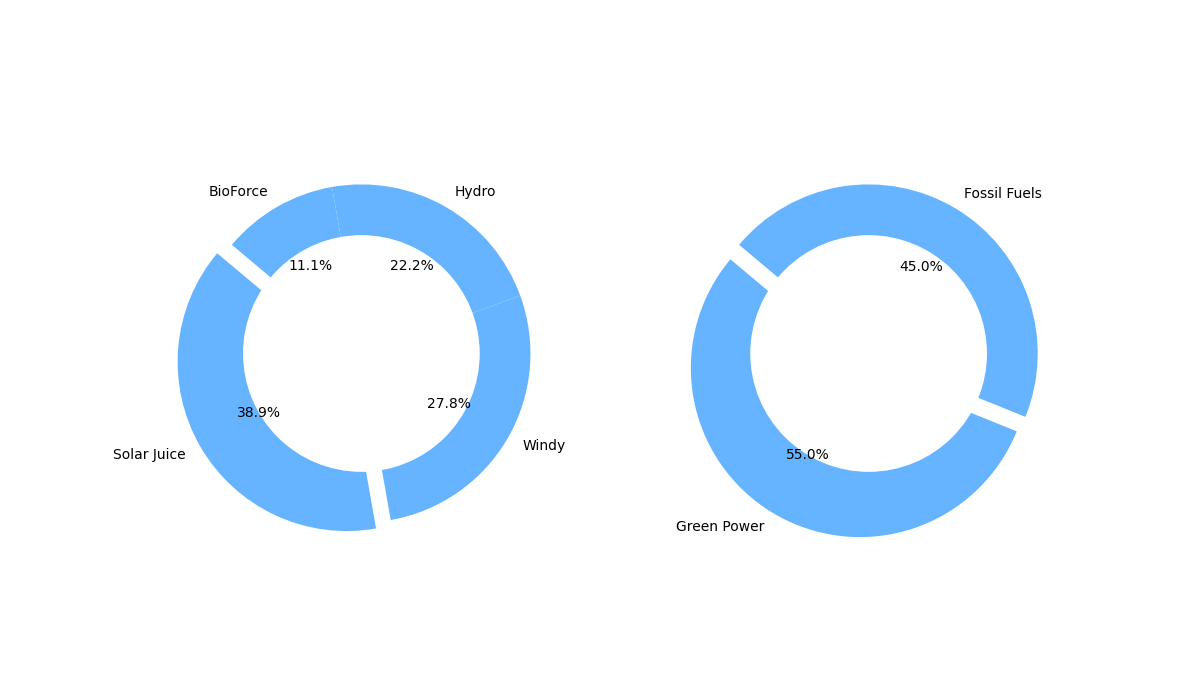 BioForce
Hydro
11.1%
22.2%
27.8%
38.9%
Windy
Solar Juice
Fossil Fuels
45.0%
55.0%
Green Power